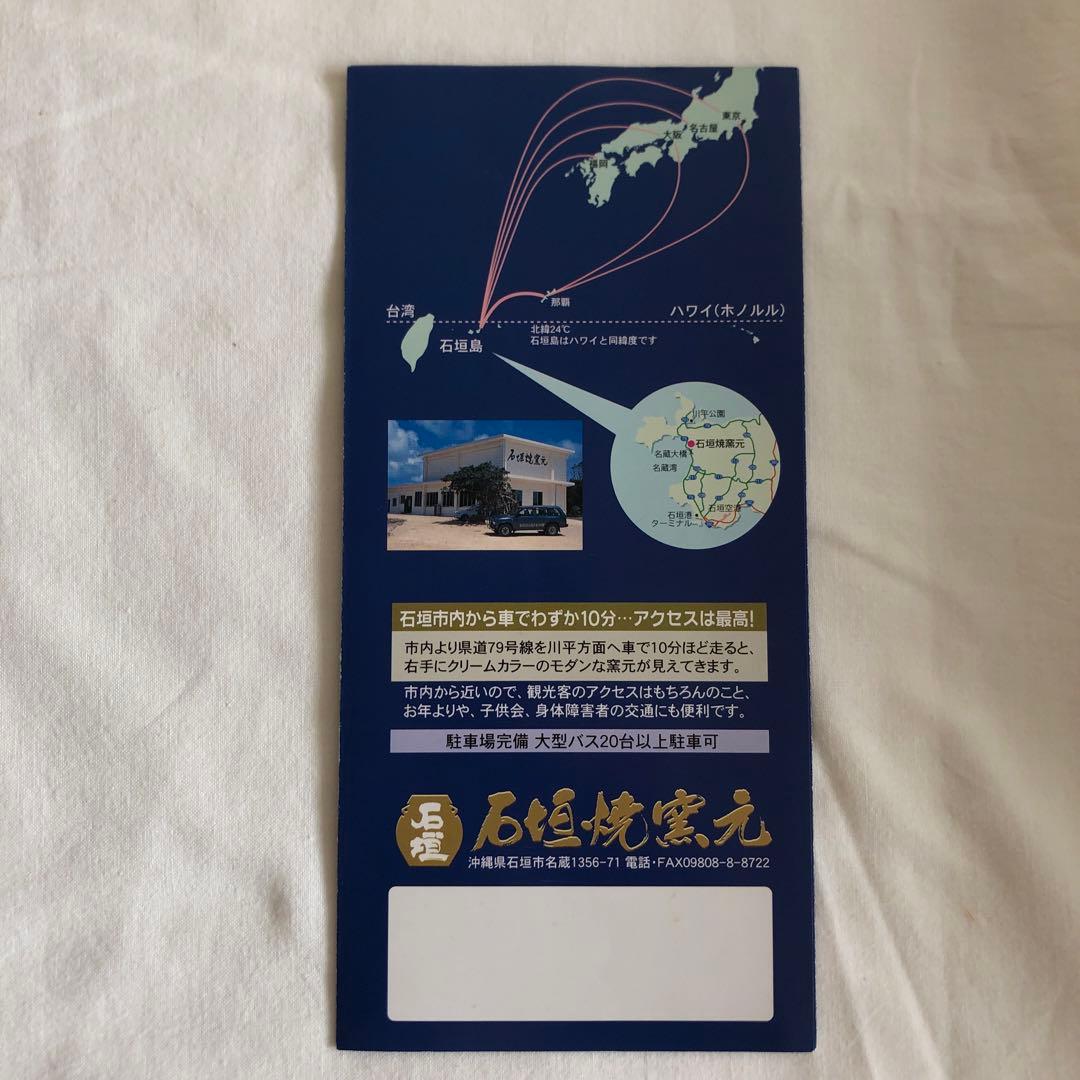 東京
名古屋
大阪
福岡
那覇
台湾
ハワイ(ホノルル)
北緯24℃
石垣島はハワイと同緯度です
石垣島
川平公園
石垣焼窯元
名蔵大橋
名蔵湾
石垣空港
石垣港
ターミナル
石垣焼窯元
石垣市内から車でわずか10分…アクセスは最高!
市内より県道79号線を川平方面へ車で10分ほど走ると、
右手にクリームカラーのモダンな窯元が見えてきます。
市内から近いので、観光客のアクセスはもちろんのこと、
お年よりや、子供会、身体障害者の交通にも便利です。
駐車場完備 大型バス20台以上駐車可
石垣
石垣焼窯元
沖縄県石垣市名蔵1356-71 電話・FAX09808-8-8722